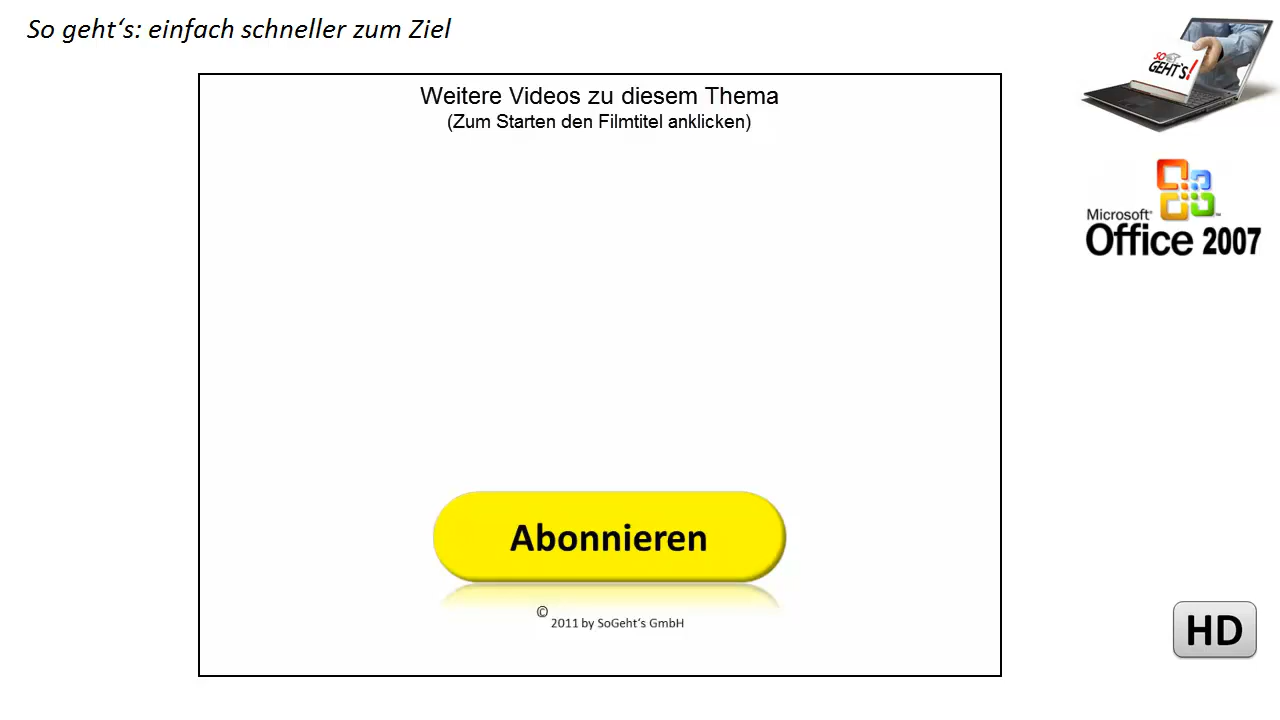 So geht‘s: einfach schneller zum Ziel
SO
GEHT`S!
Weitere Videos zu diesem Thema
(Zum Starten den Filmtitel anklicken)
Microsoft®
Office 2007
Abonnieren
© 2011 by SoGeht‘s GmbH
HD